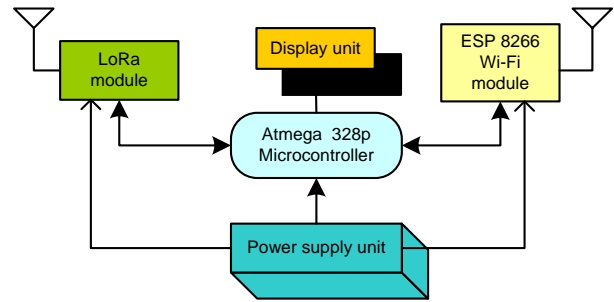 LoRa
module
Display unit
ESP 8266
Wi-Fi
module
Atmega 328p
Microcontroller
Power supply unit